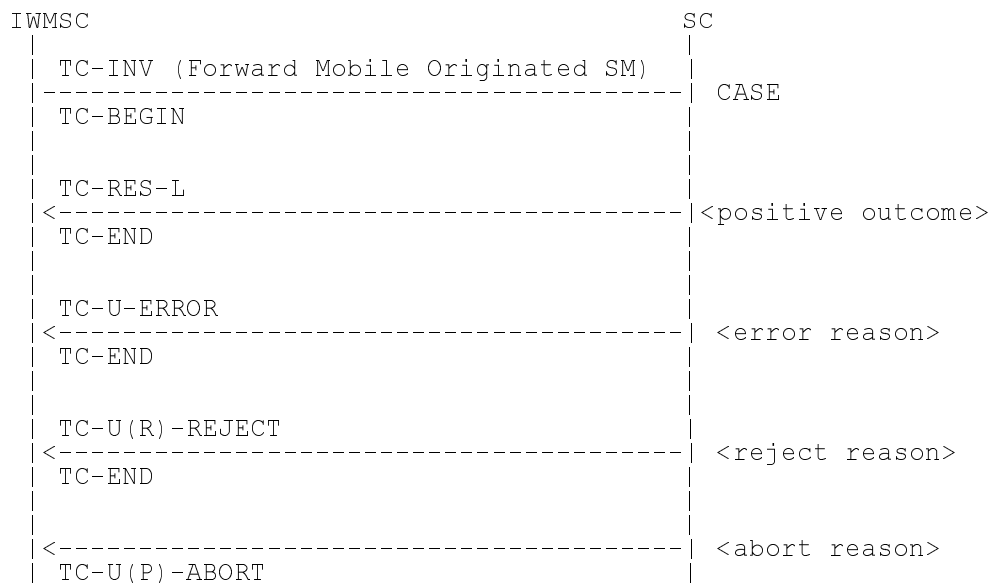 IWMSC SC
TC-INV (Forward Mobile Originated SM)
CASE
TC-BEGIN
TC-RES-L
<positive outcome>
TC-END
TC-U-ERROR
<error reason>
TC-END
TC-U(R)-REJECT
<reject reason>
TC-END
<abort reason>
TC-U(P)-ABORT